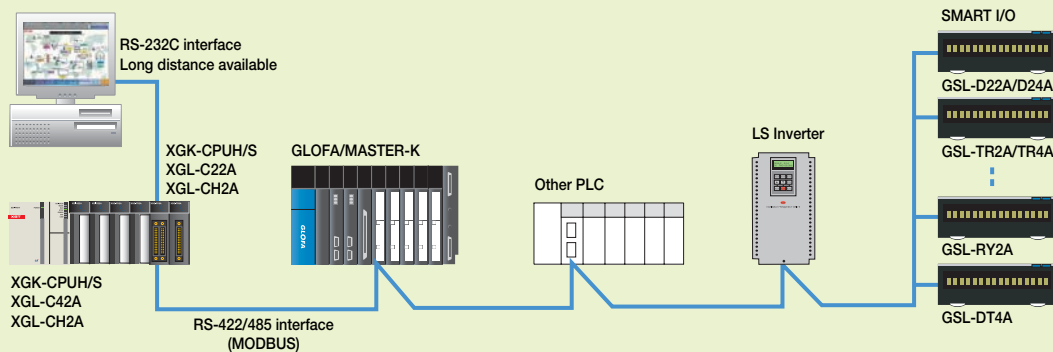 SMART I/O
RS-232C interface
Long distance available
GSL-D22A/D24A
XGK-CPUH/S
XGL-C22A
XGL-CH2A
GLOFA/MASTER-K
LS Inverter
GSL-TR2A/TR4A
Other PLC
GLOFA
GSL-RY2A
XGK-CPUH/S
XGL-C42A
XGL-CH2A
GSL-DT4A
RS-422/485 interface
(MODBUS)